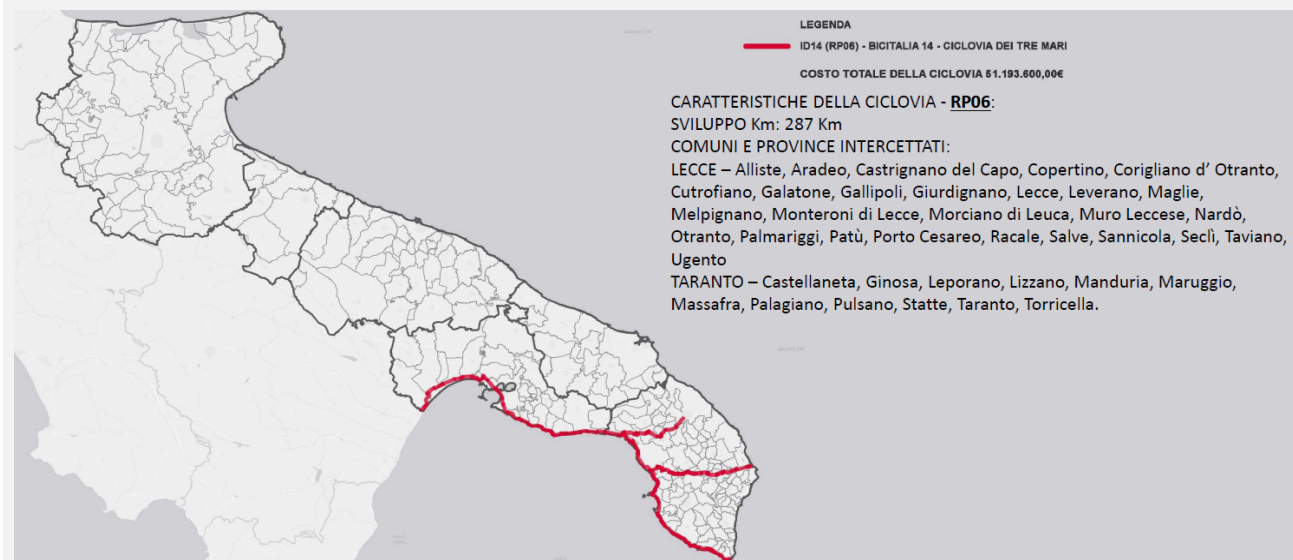 LEGENDA
ID14 (RP06) - BICITALIA 14 - CICLOVIA DEI TRE MARI
COSTO TOTALE DELLA CICLOVIA 51.193.600,00€
CARATTERISTICHE DELLA CICLOVIA - RP06:
SVILUPPO Km: 287 Km
COMUNI E PROVINCE INTERCETTATI:
LECCE – Alliste, Aradeo, Castrignano del Capo, Copertino, Corigliano d’ Otranto,
Cutrofiano, Galatone, Gallipoli, Giurdignano, Lecce, Leverano, Maglie,
Melpignano, Monteroni di Lecce, Morciano di Leuca, Muro Leccese, Nardò,
Otranto, Palmariggi, Patù, Porto Cesareo, Racale, Salve, Sannicola, Seclì, Taviano,
Ugento
TARANTO – Castellaneta, Ginosa, Leporano, Lizzano, Manduria, Maruggio,
Massafra, Palagiano, Pulsano, Statte, Taranto, Torricella.